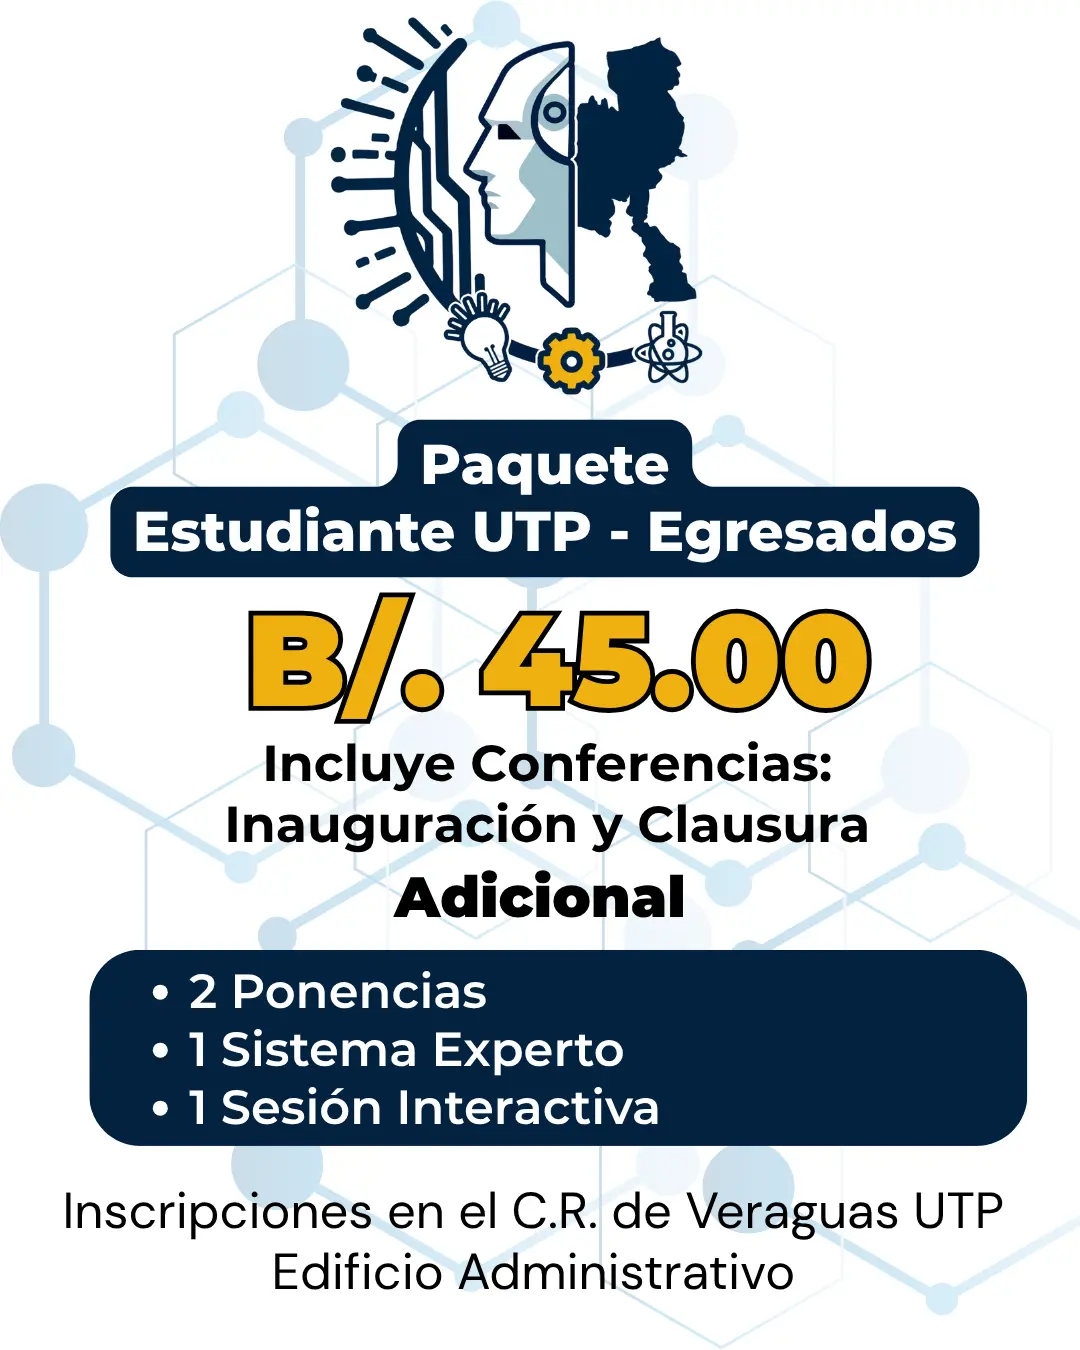 Paquete
Estudiante UTP - Egresados
B/. 45.00
Incluye Conferencias:
Inauguración y Clausura
Adicional
• 2 Ponencias
• 1 Sistema Experto
• 1 Sesión Interactiva
Inscripciones en el C.R. de Veraguas UTP
Edificio Administrativo